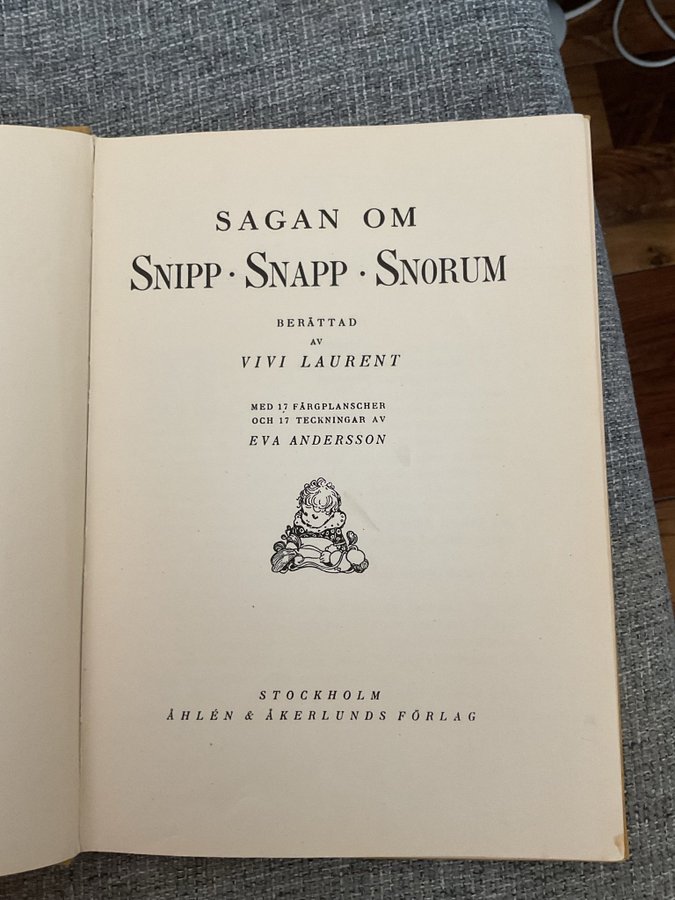 SAGAN OM
SNIPP · SNAPP · SNORUM
BERÄTTAD
AV
VIVI LAURENT
MED 17 FÄRGPLANSCHER
OCH 17 TECKNINGAR AV
EVA ANDERSSON
STOCKHOLM
ÅHLÉN & ÅKERLUNDS FÖRLAG